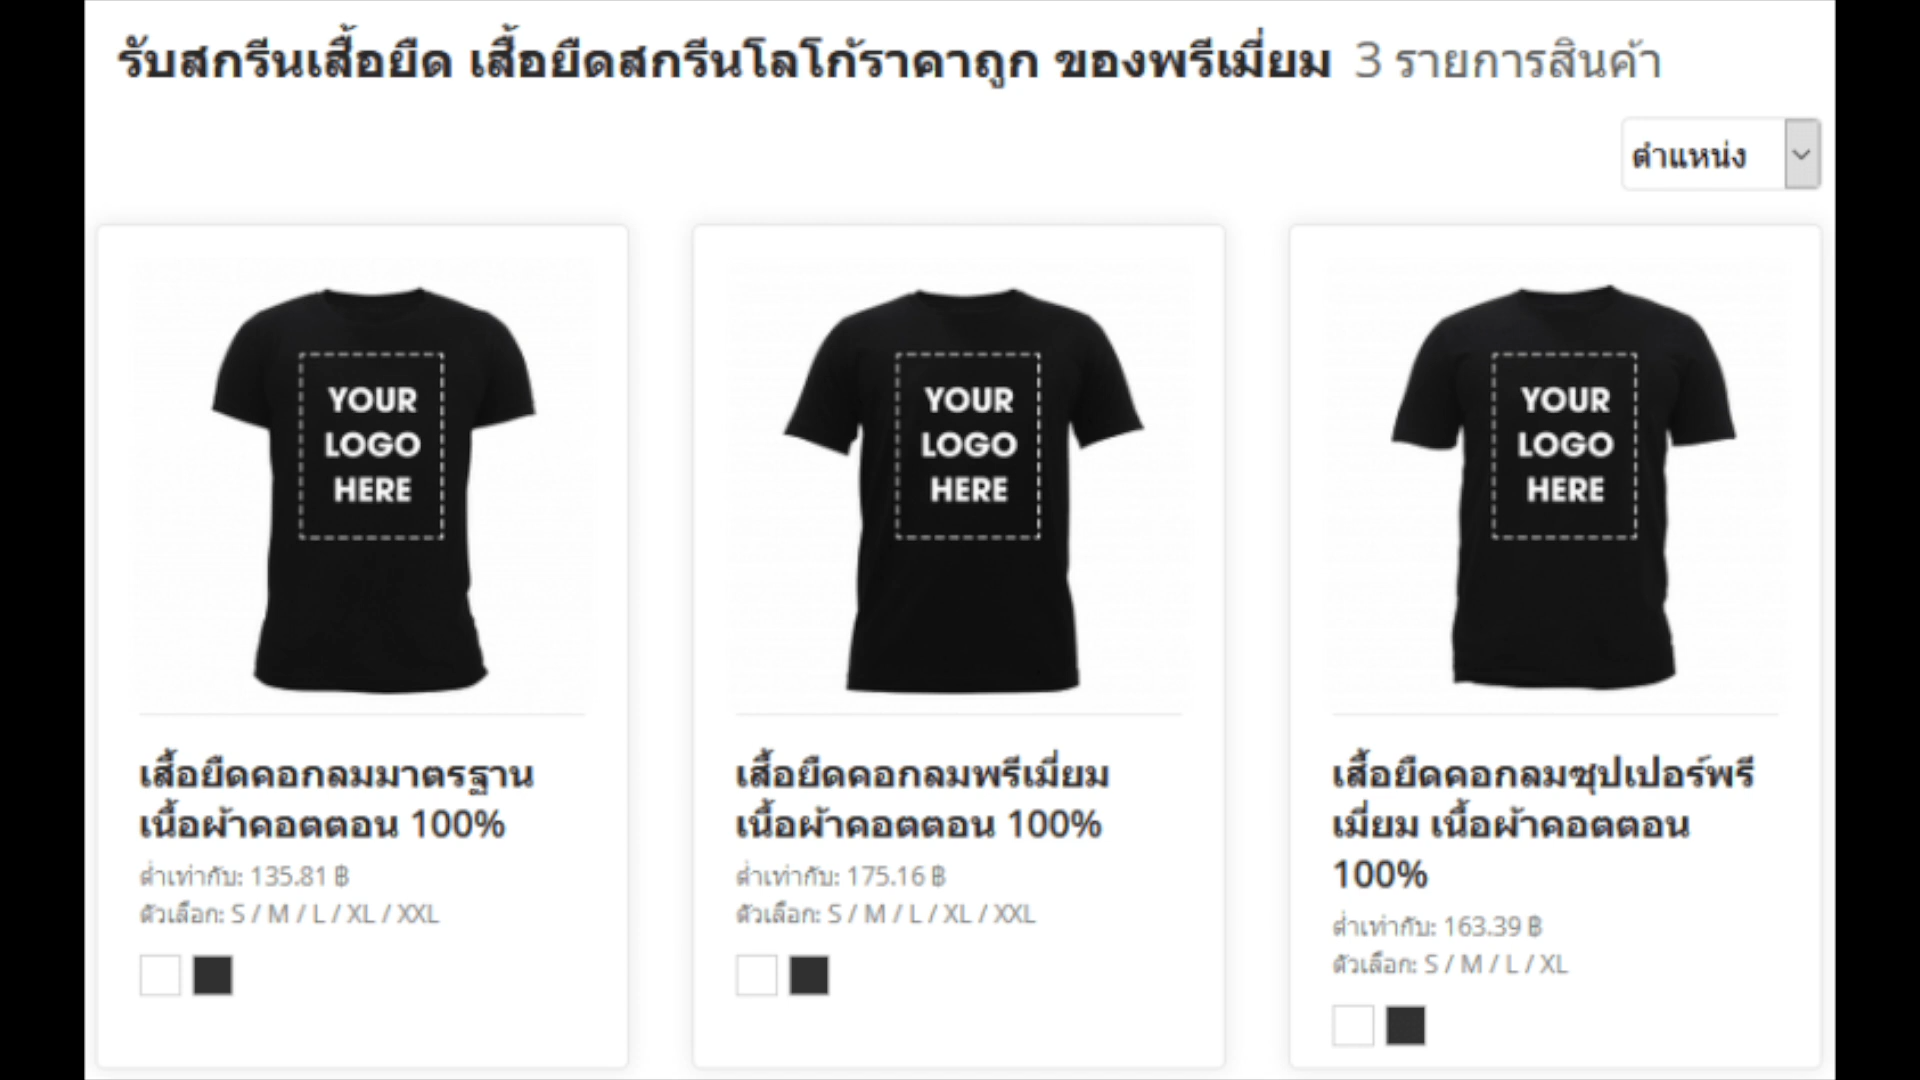 รับสกรีนเสื้อยืด เสื้อยืดสกรีนโลโก้ราคาถูก ของพรีเมี่ยม 3 รายการสินค้า
ตำแหน่ง
YOUR
LOGO
HERE
เสื้อยืดคอกลมมาตรฐาน
เนื้อผ้าคอตตอน 100%
ต่ำเท่ากับ: 135.81 ฿
ตัวเลือก: S / M / L / XL / XXL
YOUR
LOGO
HERE
เสื้อยืดคอกลมพรีเมี่ยม
เนื้อผ้าคอตตอน 100%
ต่ำเท่ากับ: 175.16 ฿
ตัวเลือก: S / M / L / XL / XXL
YOUR
LOGO
HERE
เสื้อยืดคอกลมซุปเปอร์พรี
เมี่ยม เนื้อผ้าคอตตอน
100%
ต่ำเท่ากับ: 163.39 ฿
ตัวเลือก: S / M / L / XL